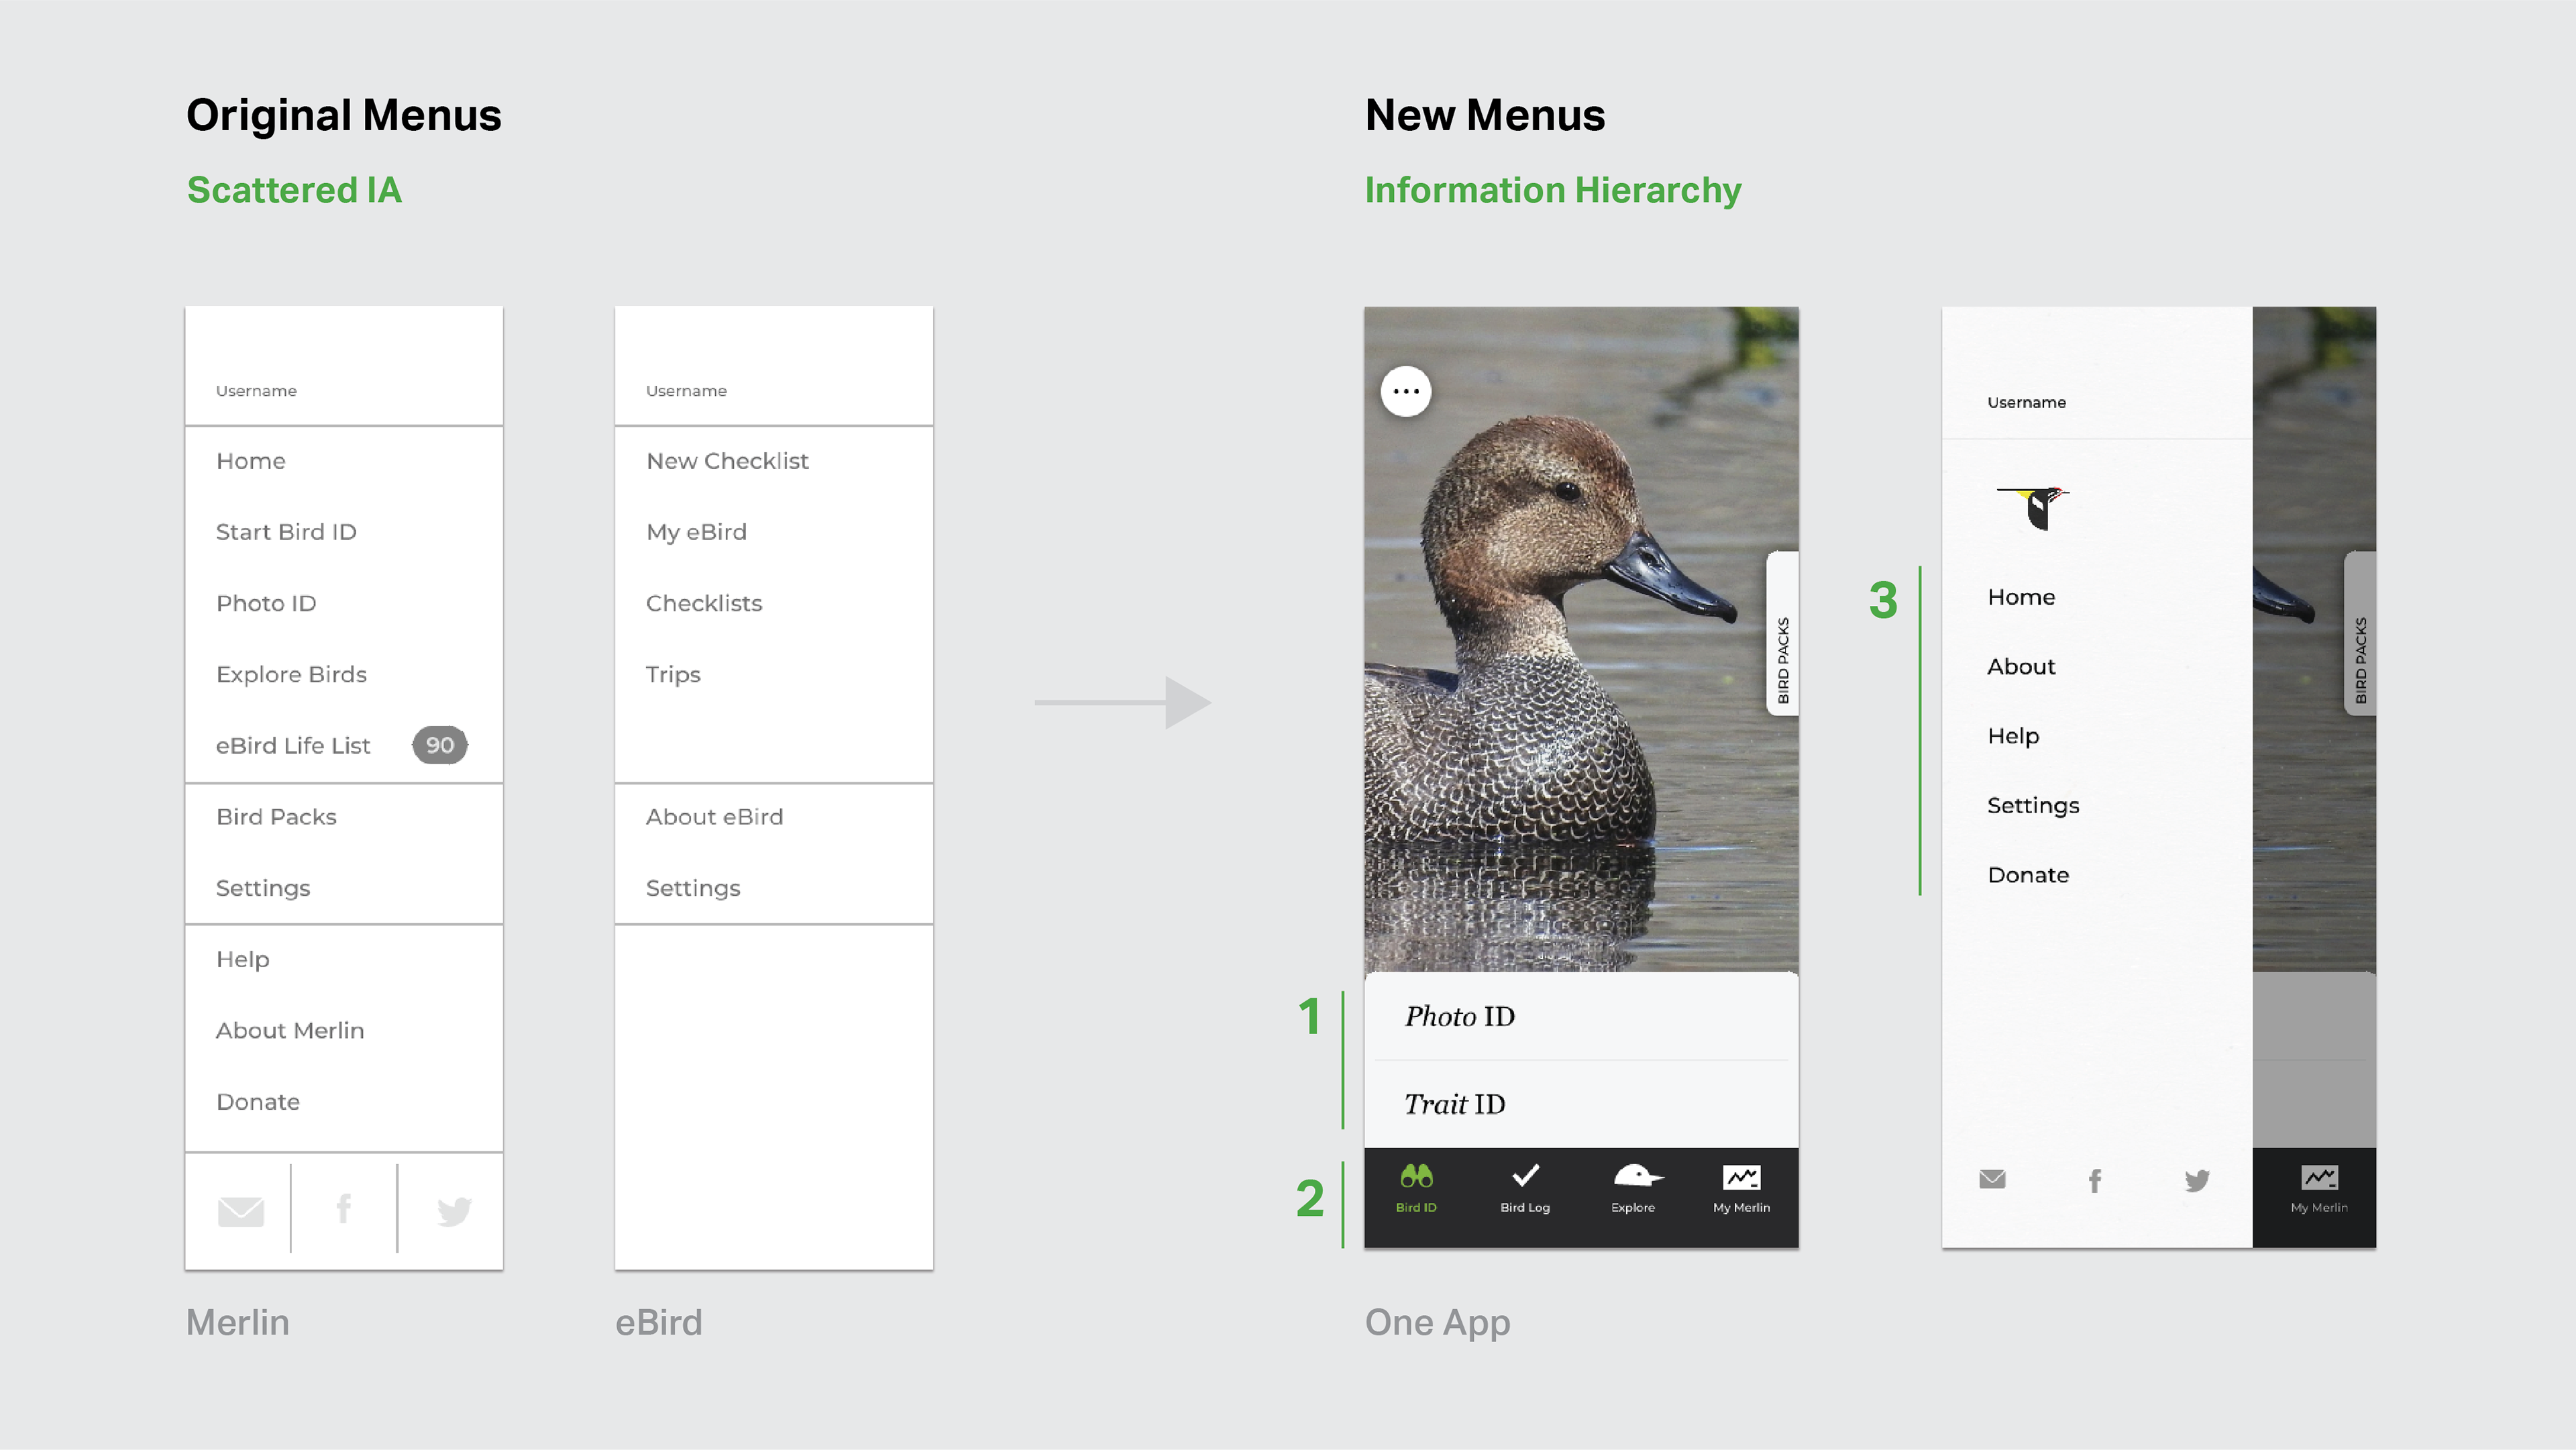 Original Menus
Scattered IA
Username
Home
Start Bird ID
Photo ID
Explore Birds
eBird Life List 90
Bird Packs
Settings
Help
About Merlin
Donate
Merlin
Username
New Checklist
My eBird
Checklists
Trips
About eBird
Settings
eBird
New Menus
Information Hierarchy
BIRD PACKS
1
Photo ID
Trait ID
2
Bird ID
Bird Log
Explore
My Merlin
One App
3
Username
Home
About
Help
Settings
Donate
BIRD PACKS
My Merlin